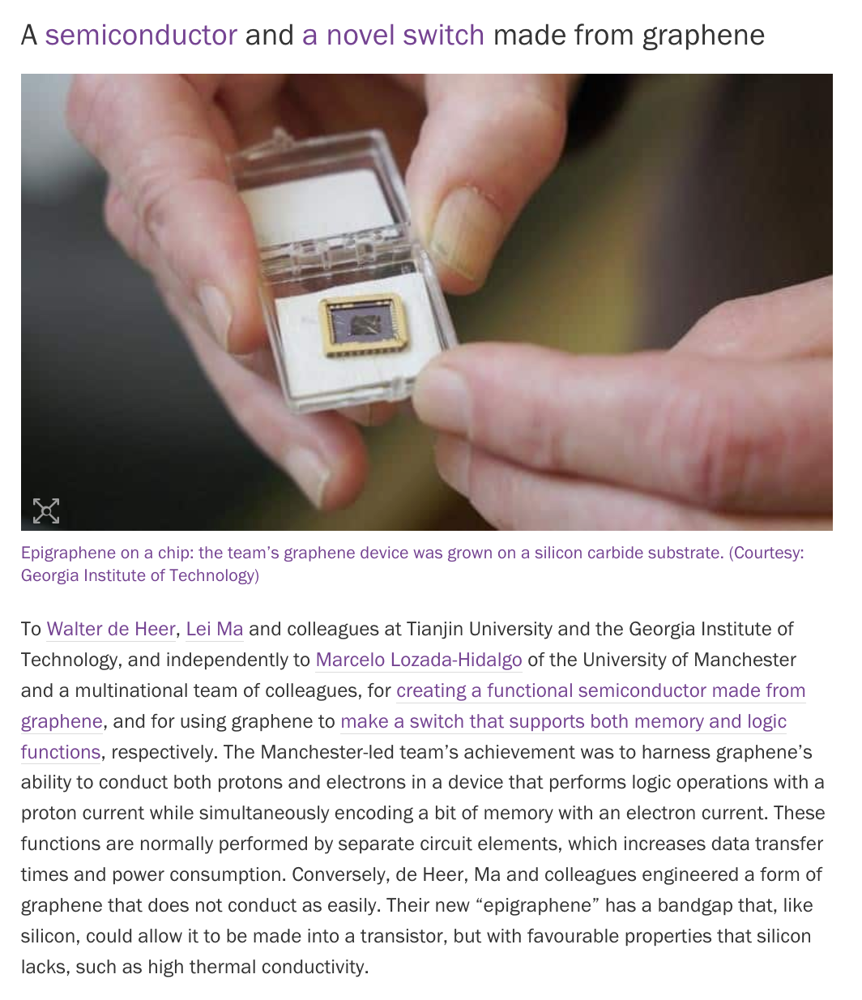 A semiconductor and a novel switch made from graphene
Epigraphene on a chip: the team’s graphene device was grown on a silicon carbide substrate. (Courtesy:
Georgia Institute of Technology)
To Walter de Heer, Lei Ma and colleagues at Tianjin University and the Georgia Institute of
Technology, and independently to Marcelo Lozada-Hidalgo of the University of Manchester
and a multinational team of colleagues, for creating a functional semiconductor made from
graphene, and for using graphene to make a switch that supports both memory and logic
functions, respectively. The Manchester-led team’s achievement was to harness graphene’s
ability to conduct both protons and electrons in a device that performs logic operations with a
proton current while simultaneously encoding a bit of memory with an electron current. These
functions are normally performed by separate circuit elements, which increases data transfer
times and power consumption. Conversely, de Heer, Ma and colleagues engineered a form of
graphene that does not conduct as easily. Their new “epigraphene” has a bandgap that, like
silicon, could allow it to be made into a transistor, but with favourable properties that silicon
lacks, such as high thermal conductivity.